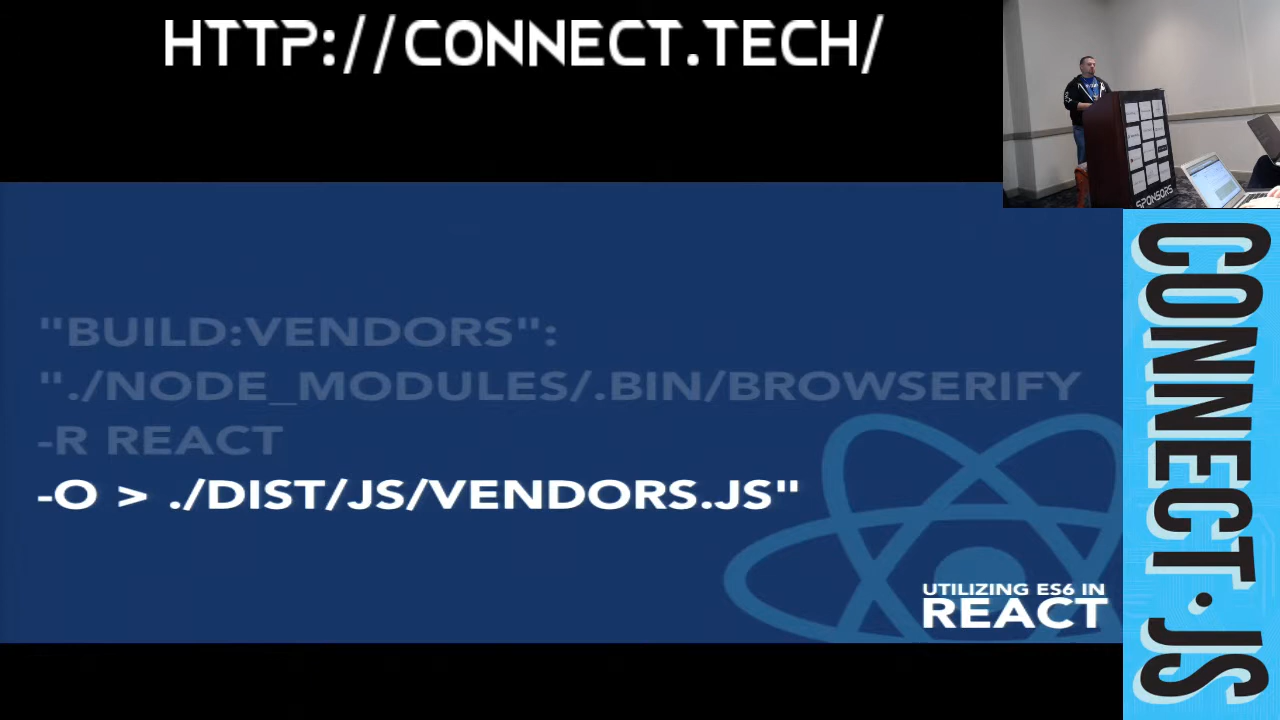 HTTP://CONNECT.TECH/
"BUILD:VENDORS":
"./NODE_MODULES/.BIN/BROWSERIFY
-R REACT
-O > ./DIST/JS/VENDORS.JS"
UTILIZING ES6 IN
REACT
CONNECT.JS
SPONSORS